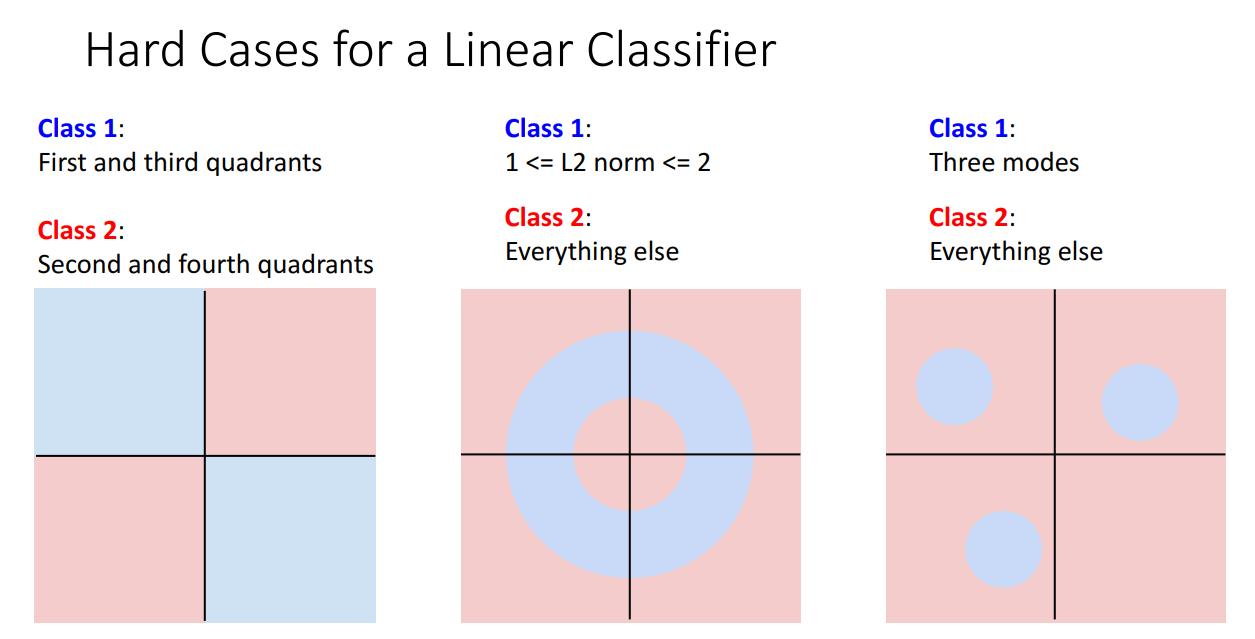 Hard Cases for a Linear Classifier
Class 1:
First and third quadrants
Class 2:
Second and fourth quadrants
Class 1:
1 <= L2 norm <= 2
Class 2:
Everything else
Class 1:
Three modes
Class 2:
Everything else